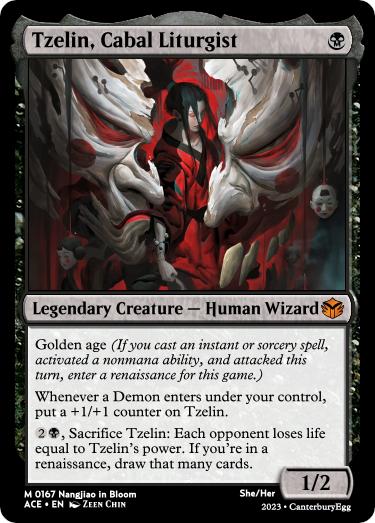 Tzelin, Cabal Liturgist
Legendary Creature — Human Wizard
Golden age (If you cast an instant or sorcery spell,
activated a nonmana ability, and attacked this
turn, enter a renaissance for this game.)
Whenever a Demon enters under your control,
put a +1/+1 counter on Tzelin.
2, Sacrifice Tzelin: Each opponent loses life
equal to Tzelin's power. If you're in a
renaissance, draw that many cards.
1/2
M 0167 Nangjiao in Bloom
She/Her
ACE • EN Zeen Chin
2023 • CanterburyEgg